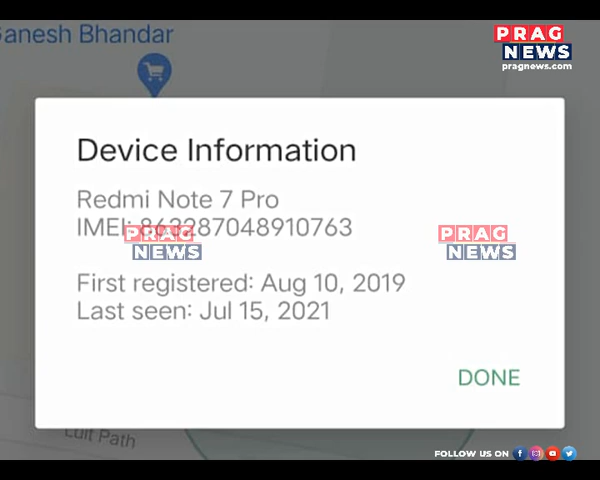 Ganesh Bhandar
PRAG
NEWS
pragnews.com
Device Information
Redmi Note 7 Pro
IMEI: 863287048910763
PRAG
NEWS
PRAG
NEWS
First registered: Aug 10, 2019
Last seen: Jul 15, 2021
DONE
Luit Path
FOLLOW US ON